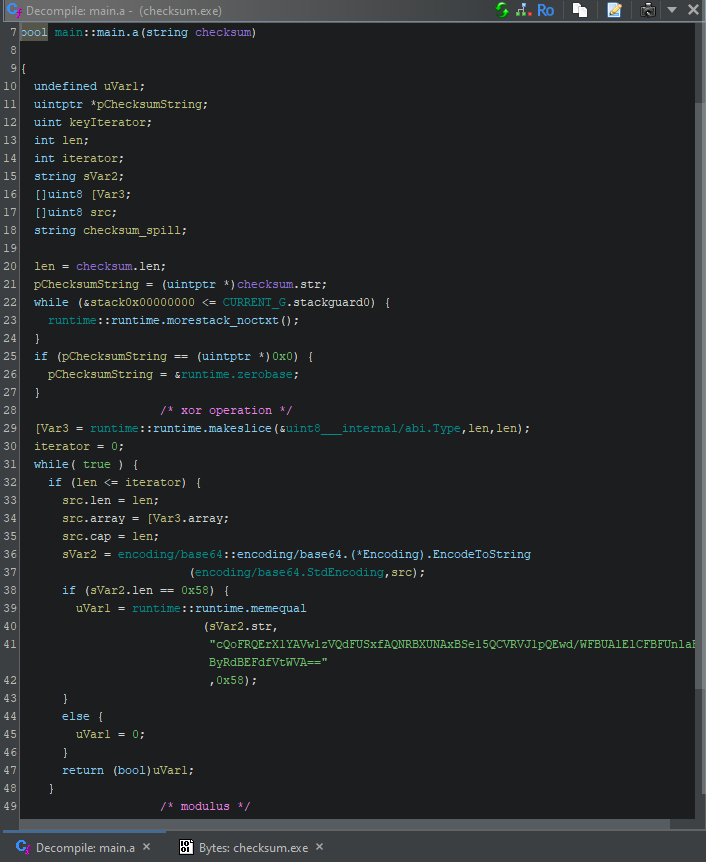 Decompile: main.a - (checksum.exe)
Ro
7 bool main::main.a(string checksum)
8
9 {
10 undefined uVar1;
11 uintptr *pChecksumString;
12 uint keyIterator;
13 int len;
14 int iterator;
15 string sVar2;
16 []uint8 [Var3;
17 []uint8 src;
18 string checksum_spill;
19
20 len = checksum.len;
21 pChecksumString = (uintptr *)checksum.str;
22 while (&stack0x00000000 <= CURRENT_G.stackguard0) {
23 runtime::runtime.morestack_noctxt();
24 }
25 if (pChecksumString == (uintptr *)0x0) {
26 pChecksumString = &runtime.zerobase;
27 }
28 /* xor operation */
29 [Var3 = runtime::runtime.makeslice(&uint8___internal/abi.Type,len,len);
30 iterator = 0;
31 while( true ) {
32 if (len <= iterator) {
33 src.len = len;
34 src.array = [Var3.array;
35 src.cap = len;
36 sVar2 = encoding/base64::encoding/base64.(*Encoding).EncodeToString
37 (encoding/base64.StdEncoding,src);
38 if (sVar2.len == 0x58) {
39 uVar1 = runtime::runtime.memequal
40 (sVar2.str,
41 "cQoFRQErX1YAVw1zVQdFUSxfAQNRBXUNAxBSe15QCVRVJ1pQEwd/WFBUAlElCFBFUnlaB
ByRdBEFdfVtWVA=="
42 ,0x58);
43 }
44 else {
45 uVar1 = 0;
46 }
47 return (bool)uVar1;
48 }
49 /* modulus */
Decompile: main.a × Bytes: checksum.exe ×